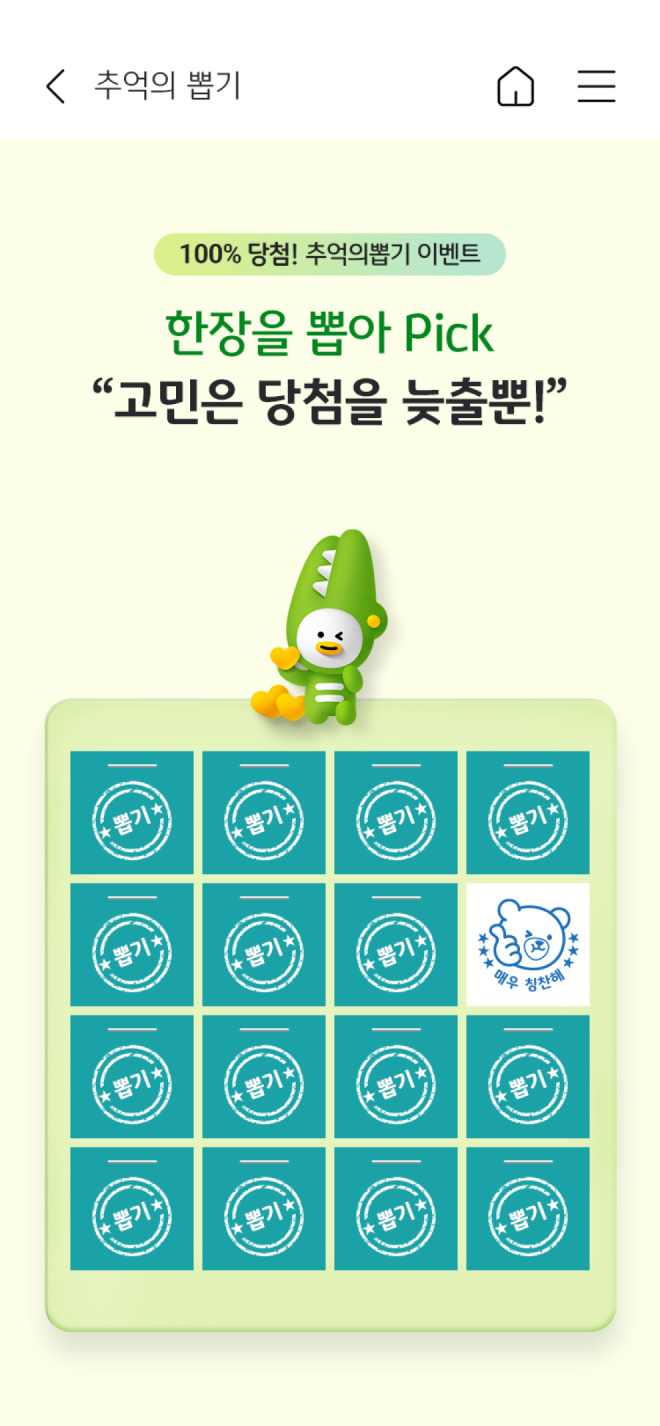 추억의 뽑기
100% 당첨! 추억의뽑기 이벤트
한장을 뽑아 Pick
“고민은 당첨을 늦출뿐!”
뽑기 뽑기 뽑기 뽑기
뽑기 뽑기 뽑기
매우 칭찬해
뽑기 뽑기 뽑기 뽑기
뽑기 뽑기 뽑기 뽑기